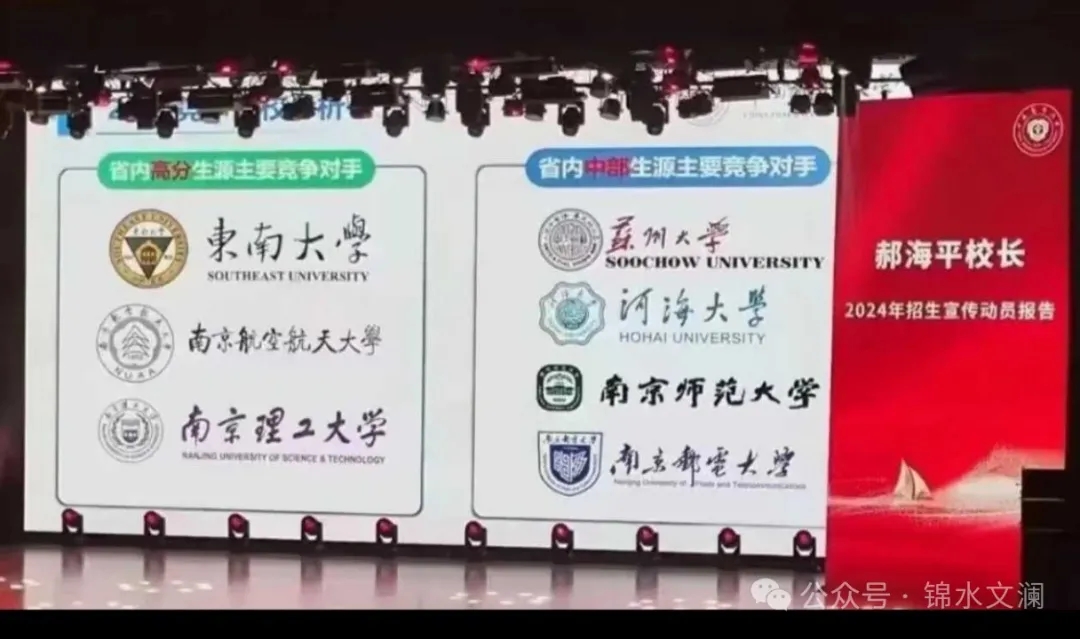 省内高分生源主要竞争对手
東南大學
SOUTHEAST UNIVERSITY
南京航空航天大學
NUAA
南京理工大学
NANJING UNIVERSITY OF SCIENCE & TECHNOLOGY
省内中部生源主要竞争对手
蘇州大学
SOOCHOW UNIVERSITY
河海大學
HOHAI UNIVERSITY
南京师范大学
南京郵電大学
Nanjing University of Posts and Telecommunications
郝海平校长
2024年招生宣传动员报告
公众号 · 锦水文澜